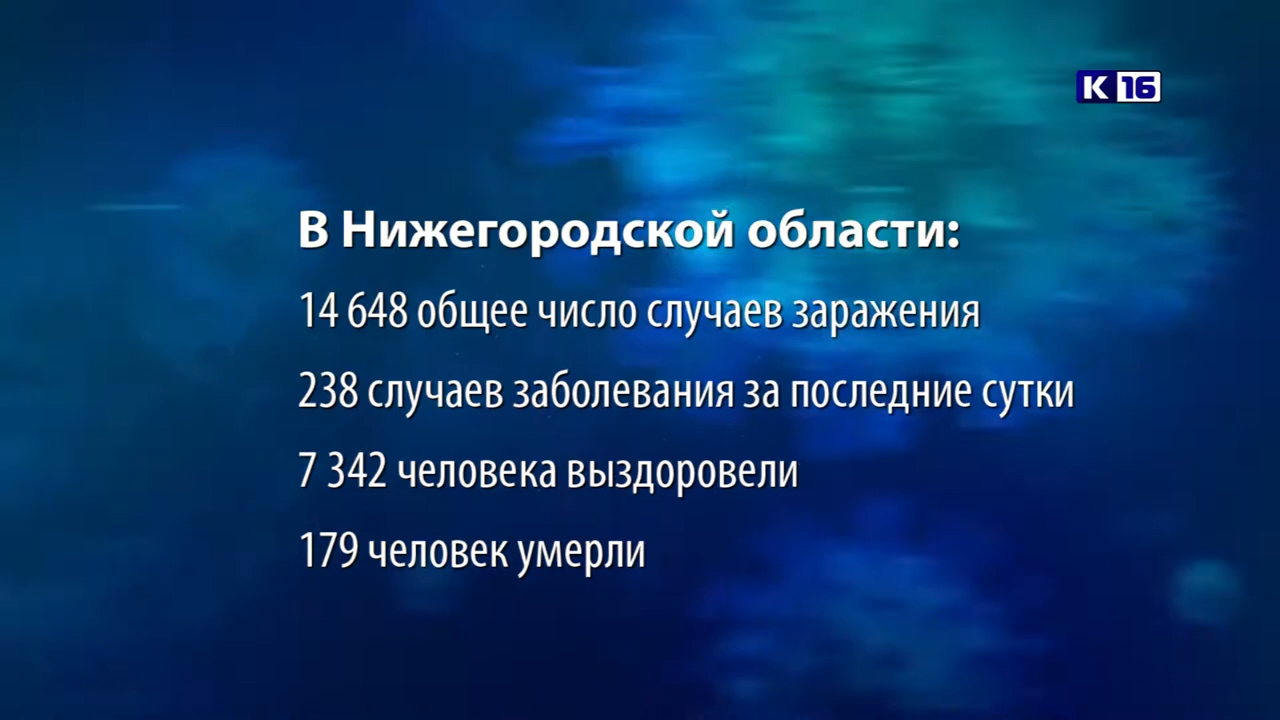 К 16
В Нижегородской области:
14 648 общее число случаев заражения
238 случаев заболевания за последние сутки
7 342 человека выздоровели
179 человек умерли